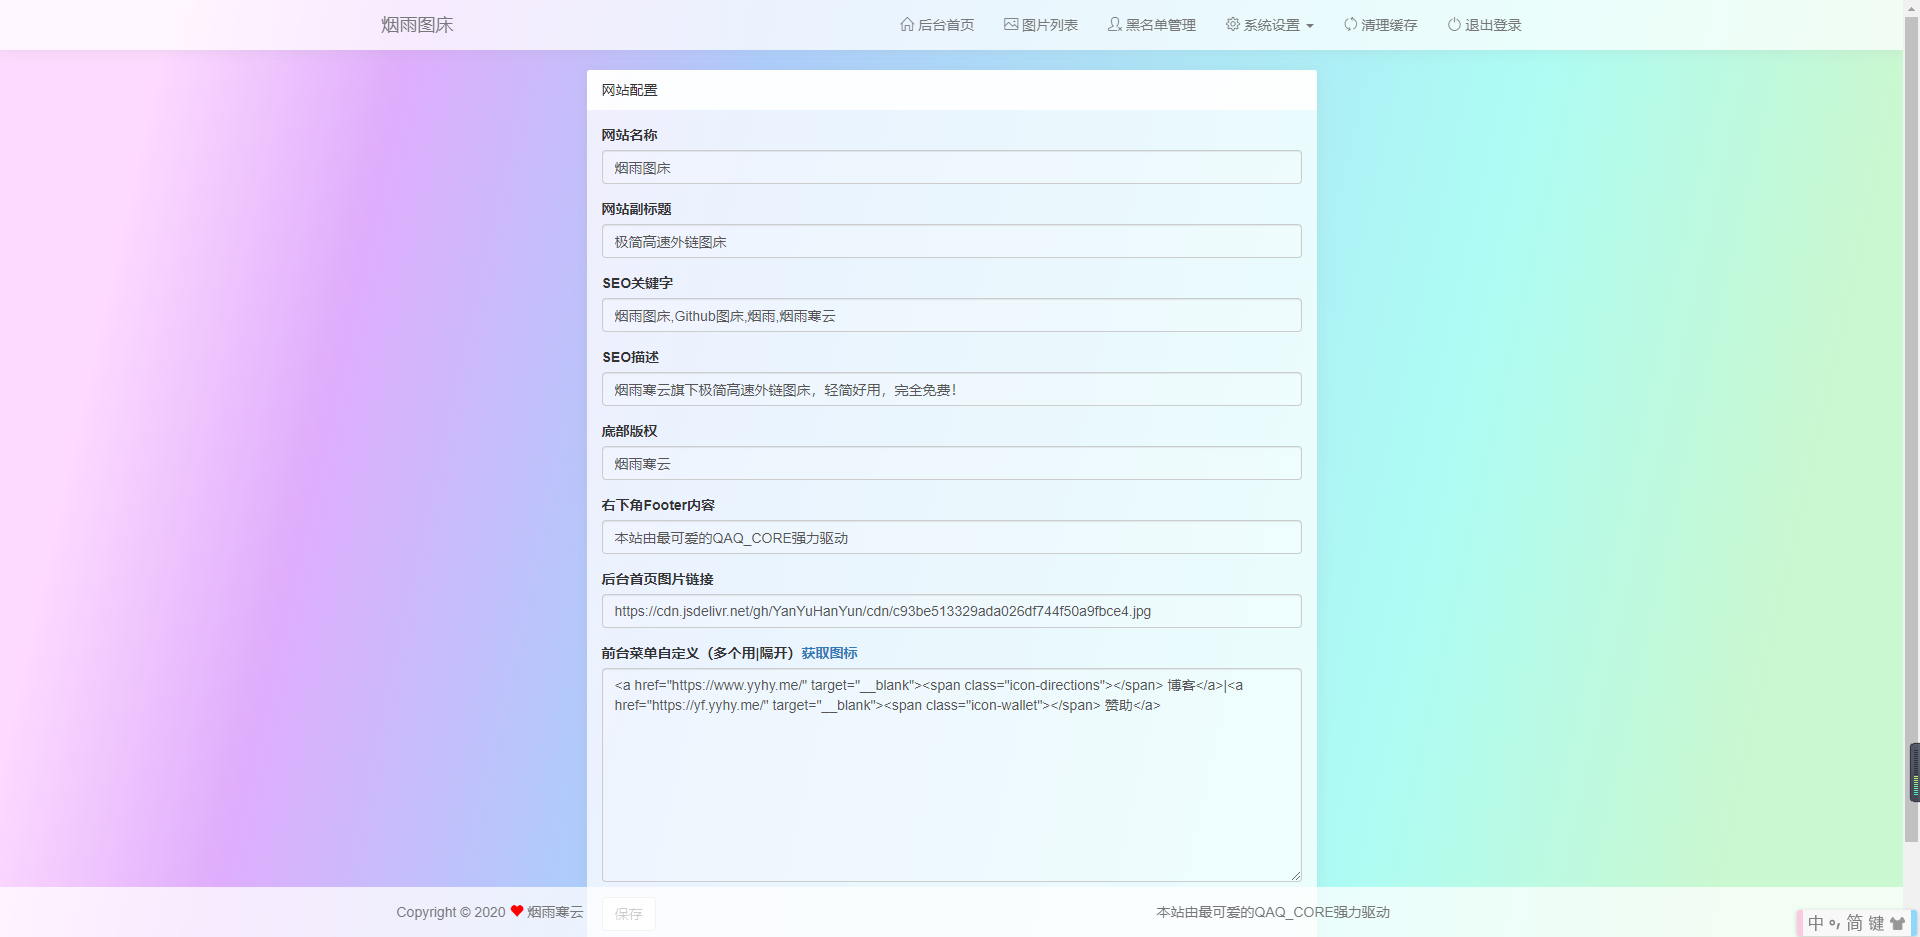 烟雨图床
后台首页 图片列表 黑名单管理 系统设置 清理缓存 退出登录
网站配置
网站名称
烟雨图床
网站副标题
极简高速外链图床
SEO关键字
烟雨图床,Github图床,烟雨,烟雨寒云
SEO描述
烟雨寒云旗下极简高速外链图床，轻简好用，完全免费！
底部版权
烟雨寒云
右下角Footer内容
本站由最可爱的QAQ_CORE强力驱动
后台首页图片链接
https://cdn.jsdelivr.net/gh/YanYuHanYun/cdn/c93be513329ada026df744f50a9fbce4.jpg
前台菜单自定义（多个用|隔开）获取图标
<a href="https://www.yyhy.me/" target="__blank"><span class="icon-directions"></span> 博客</a>|<a
href="https://yf.yyhy.me/" target="__blank"><span class="icon-wallet"></span> 赞助</a>
保存
Copyright © 2020 ❤ 烟雨寒云
本站由最可爱的QAQ_CORE强力驱动
中 简 键